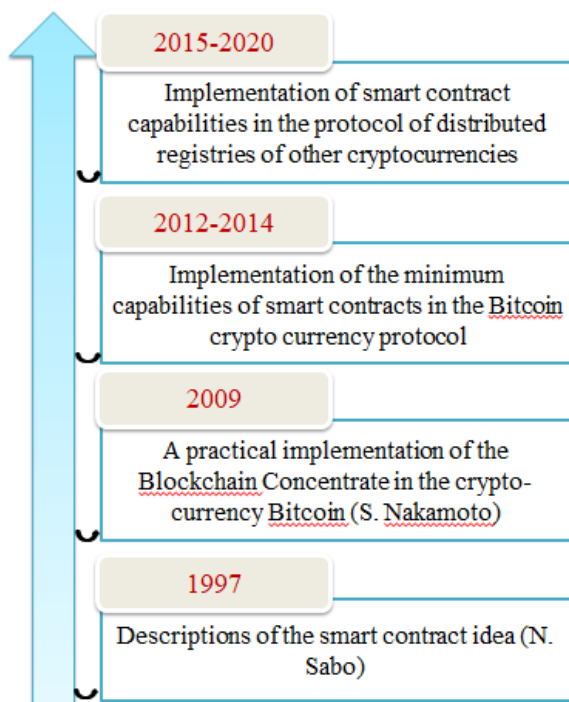 2015-2020
Implementation of smart contract
capabilities in the protocol of distributed
registries of other cryptocurrencies
2012-2014
Implementation of the minimum
capabilities of smart contracts in the Bitcoin
crypto currency protocol
2009
A practical implementation of the
Blockchain Concentrate in the crypto-
currency Bitcoin (S. Nakamoto)
1997
Descriptions of the smart contract idea (N.
Sabo)